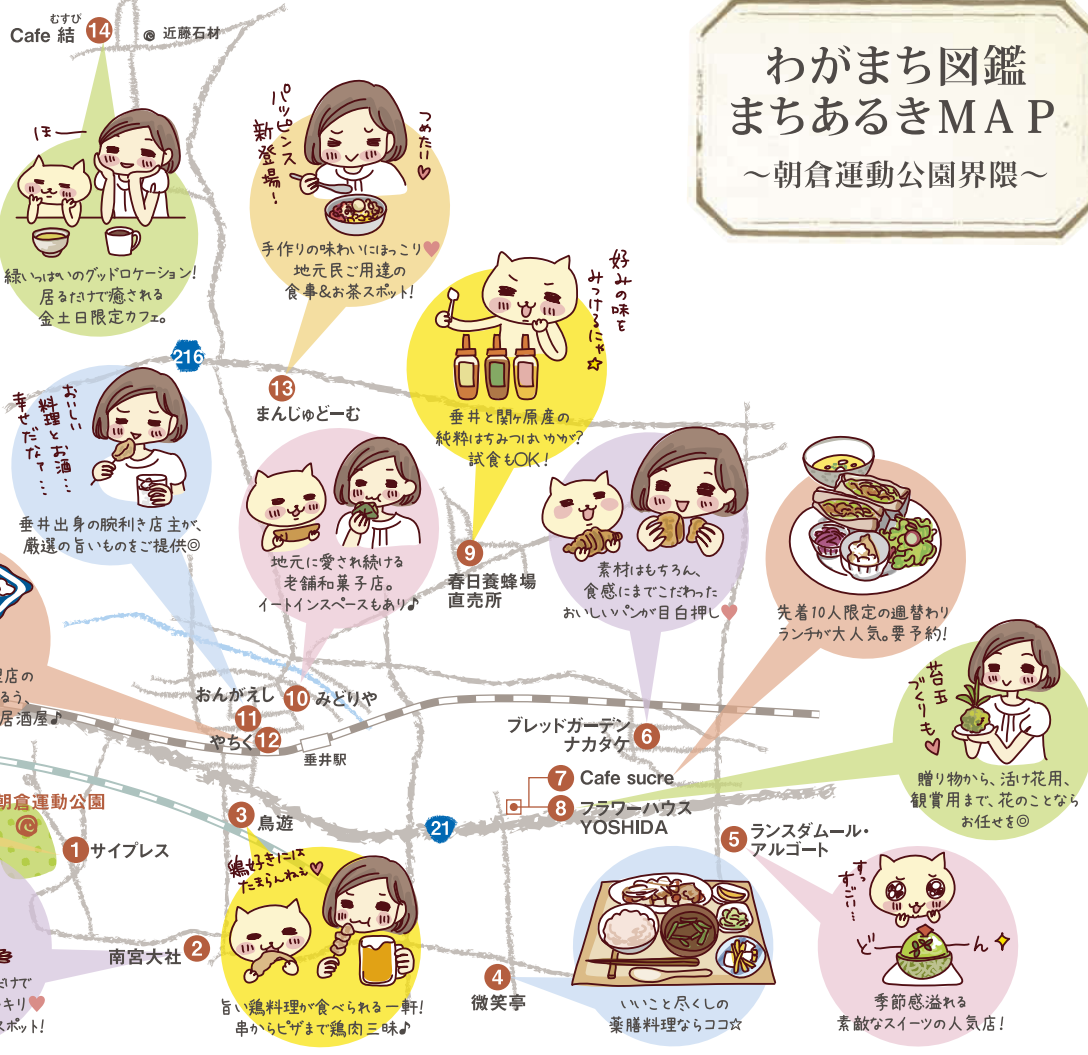 わがまち図鑑
まちあるきMAP
～朝倉運動公園界隈～
むすび
Cafe 結
14
近藤石材
ほー
緑いっぱいのグッドロケーション!
居るだけで癒される
金土日限定カフェ。
パッピンス
新登場!
つめたい♥
手作りの味わいにほっこり♥
地元民ご用達の
食事&お茶スポット!
216
13
まんじゅどーむ
好みの味を
みつけるにゃ☆
垂井と関ヶ原産の
純粋はちみつはいかが?
試食もOK!
9
春日養蜂場
直売所
おいしい
料理とお酒…
幸せだなぁ…
垂井出身の腕利き店主が、
厳選の旨いものをご提供◎
地元に愛され続ける
老舗和菓子店。
イートインスペースもあり♪
素材はもちろん、
食感にまでこだわった
おいしいパンが目白押し♥
先着10人限定の週替わり
ランチが大人気。要予約!
理店の
るう、
居酒屋♪
おんがえし
11
10
みどりや
やちく
12
垂井駅
ブレッドガーデン
ナカタケ
6
7
Cafe sucre
8
フラワーハウス
YOSHIDA
苔玉
づくりも♥
贈り物から、活け花用、
観賞用まで、花のことなら
お任せを◎
朝倉運動公園
1
サイプレス
3
鳥遊
21
5
ランスダムール・
アルゴート
鶏好きには
たまらんねぇ♥
旨い鶏料理が食べられる一軒!
串からピザまで鶏肉三昧♪
南宮大社
2
だけで
キリ♥
スポット!
4
微笑亭
いいこと尽くしの
薬膳料理ならココ☆
すっ
すごい…
どーん
季節感溢れる
素敵なスイーツの人気店!